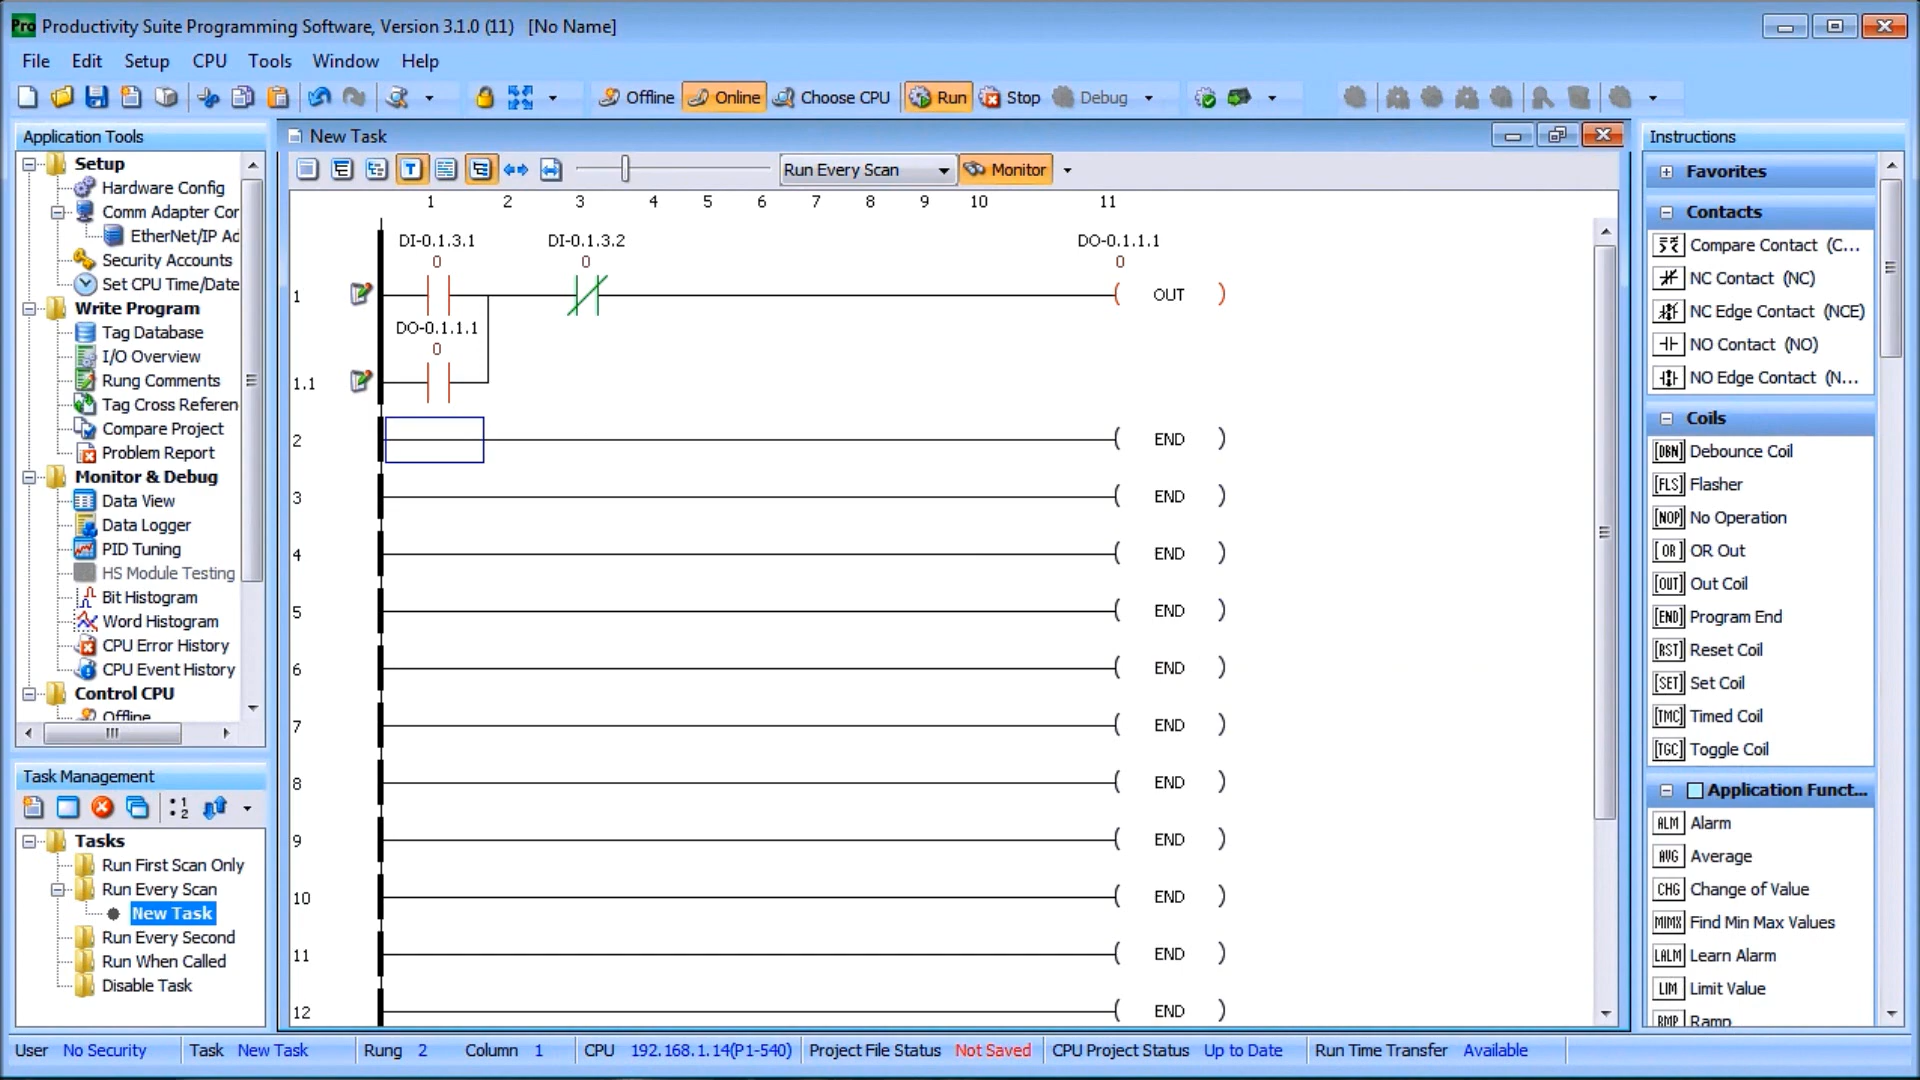 Pro Productivity Suite Programming Software, Version 3.1.0 (11) [No Name]
File Edit Setup CPU Tools Window Help
Offline Online Choose CPU Run Stop Debug
Application Tools
Setup
Hardware Config
Comm Adapter Cor
EtherNet/IP Ad
Security Accounts
Set CPU Time/Date
Write Program
Tag Database
I/O Overview
Rung Comments
Tag Cross Referen
Compare Project
Problem Report
Monitor & Debug
Data View
Data Logger
PID Tuning
HS Module Testing
Bit Histogram
Word Histogram
CPU Error History
CPU Event History
Control CPU
Offline
Task Management
Tasks
Run First Scan Only
Run Every Scan
New Task
Run Every Second
Run When Called
Disable Task
New Task
T Run Every Scan Monitor
1 2 3 4 5 6 7 8 9 10 11
DI-0.1.3.1 DI-0.1.3.2 DO-0.1.1.1
0 0 0
1 OUT
DO-0.1.1.1
0
1.1
2 END
3 END
4 END
5 END
6 END
7 END
8 END
9 END
10 END
11 END
12 END
Instructions
Favorites
Contacts
Compare Contact (C...
NC Contact (NC)
NC Edge Contact (NCE)
NO Contact (NO)
NO Edge Contact (N...
Coils
[DBN] Debounce Coil
[FLS] Flasher
[NOP] No Operation
[OR] OR Out
[OUT] Out Coil
[END] Program End
[RST] Reset Coil
[SET] Set Coil
[TMC] Timed Coil
[TGC] Toggle Coil
Application Funct...
ALM Alarm
AVG Average
CHG Change of Value
MIMX Find Min Max Values
LALM Learn Alarm
LIM Limit Value
RMP Ramp
User No Security Task New Task Rung 2 Column 1 CPU 192.168.1.14(P1-540) Project File Status Not Saved CPU Project Status Up to Date Run Time Transfer Available